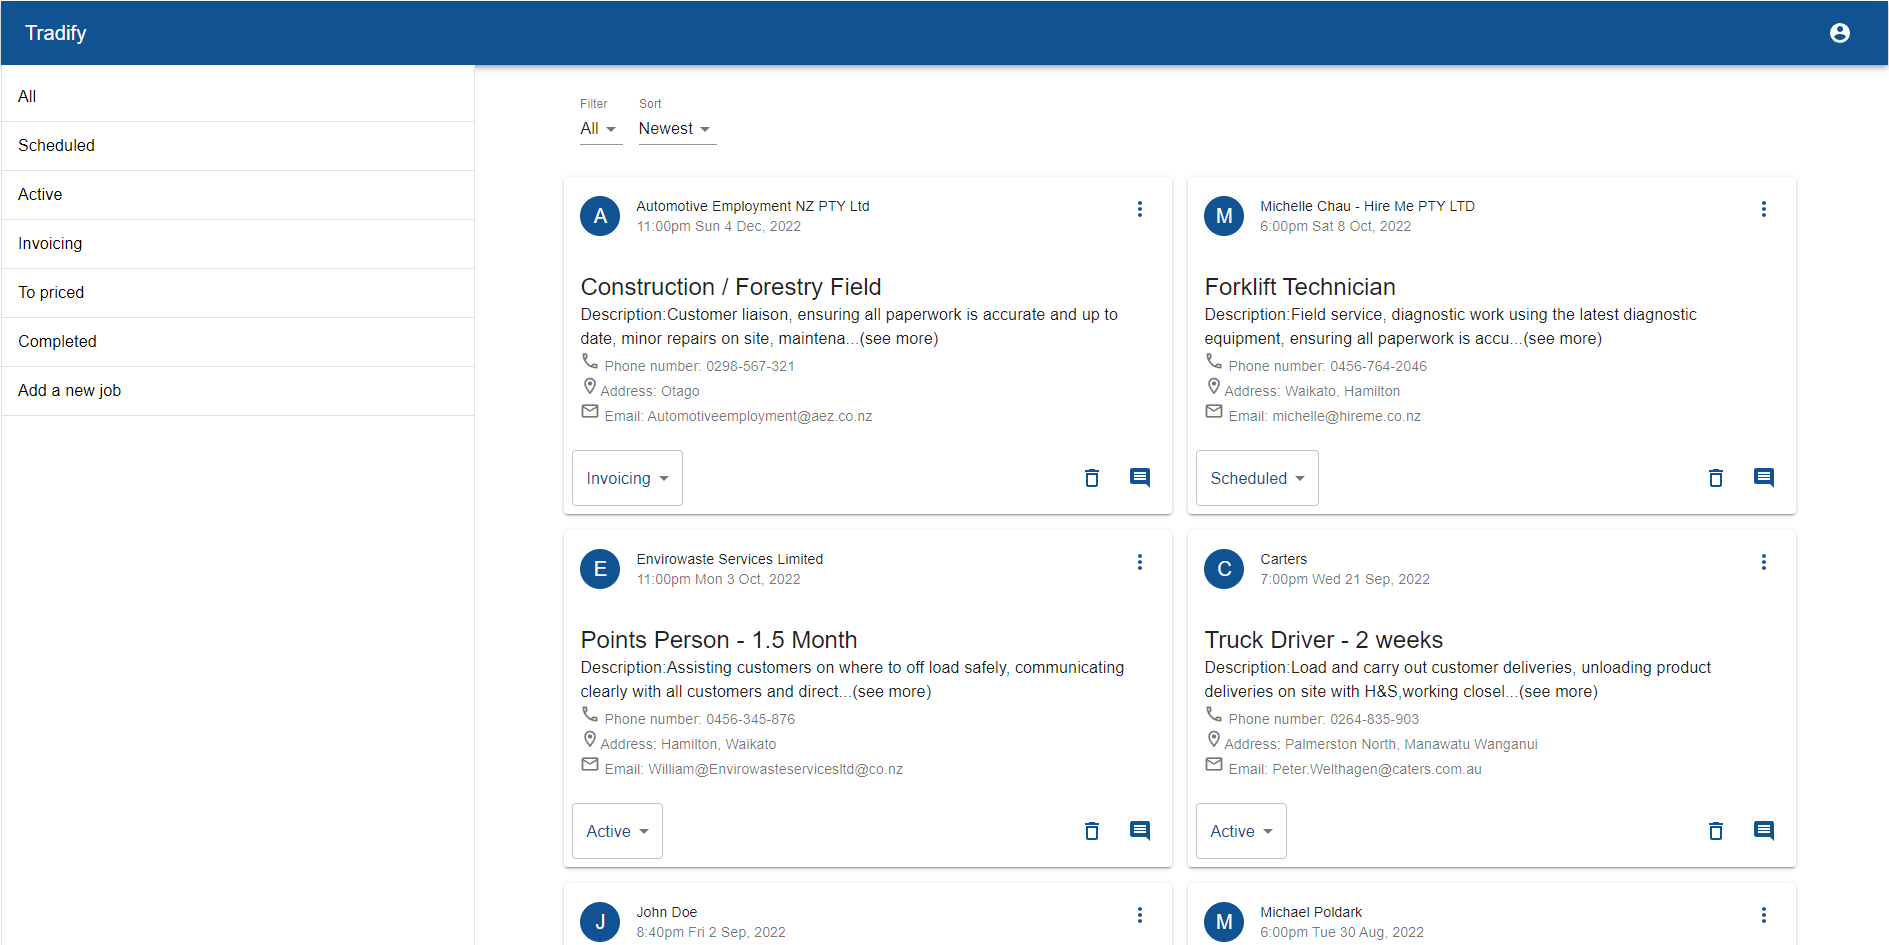 Tradify
All
Scheduled
Active
Invoicing
To priced
Completed
Add a new job
Filter
Sort
All
Newest
A
Automotive Employment NZ PTY Ltd
11:00pm Sun 4 Dec, 2022
Construction / Forestry Field
Description:Customer liaison, ensuring all paperwork is accurate and up to
date, minor repairs on site, maintena...(see more)
Phone number: 0298-567-321
Address: Otago
Email: Automotiveemployment@aez.co.nz
Invoicing
M
Michelle Chau - Hire Me PTY LTD
6:00pm Sat 8 Oct, 2022
Forklift Technician
Description:Field service, diagnostic work using the latest diagnostic
equipment, ensuring all paperwork is accu...(see more)
Phone number: 0456-764-2046
Address: Waikato, Hamilton
Email: michelle@hireme.co.nz
Scheduled
E
Envirowaste Services Limited
11:00pm Mon 3 Oct, 2022
Points Person - 1.5 Month
Description:Assisting customers on where to off load safely, communicating
clearly with all customers and direct...(see more)
Phone number: 0456-345-876
Address: Hamilton, Waikato
Email: William@Envirowasteservicesltd@co.nz
Active
C
Carters
7:00pm Wed 21 Sep, 2022
Truck Driver - 2 weeks
Description:Load and carry out customer deliveries, unloading product
deliveries on site with H&S,working closel...(see more)
Phone number: 0264-835-903
Address: Palmerston North, Manawatu Wanganui
Email: Peter.Welthagen@caters.com.au
Active
J
John Doe
8:40pm Fri 2 Sep, 2022
M
Michael Poldark
6:00pm Tue 30 Aug, 2022